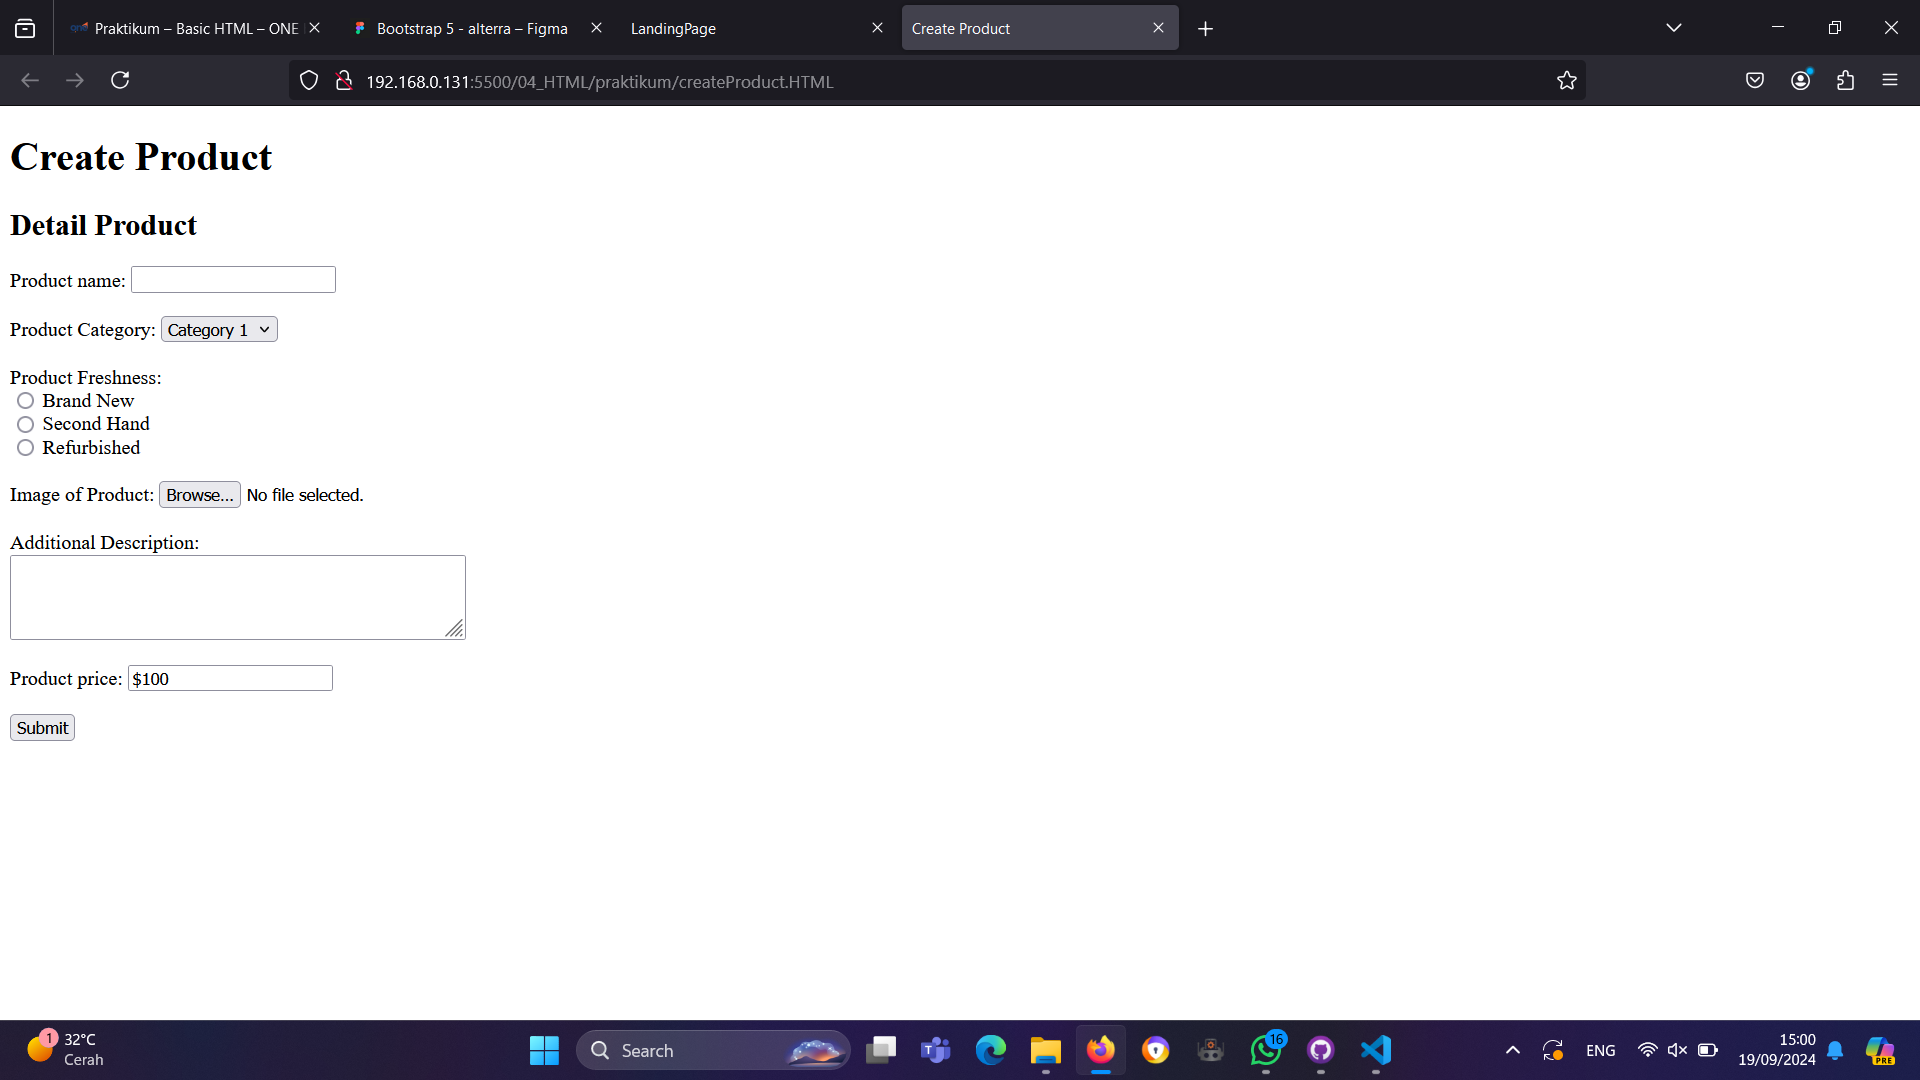 Praktikum – Basic HTML – ONE
Bootstrap 5 - alterra – Figma
LandingPage
Create Product
192.168.0.131:5500/04_HTML/praktikum/createProduct.HTML
Create Product
Detail Product
Product name:
Product Category: Category 1
Product Freshness:
Brand New
Second Hand
Refurbished
Image of Product: Browse... No file selected.
Additional Description:
Product price: $100
Submit
1
32°C
Cerah
Search
16
ENG
15:00
19/09/2024
PRE